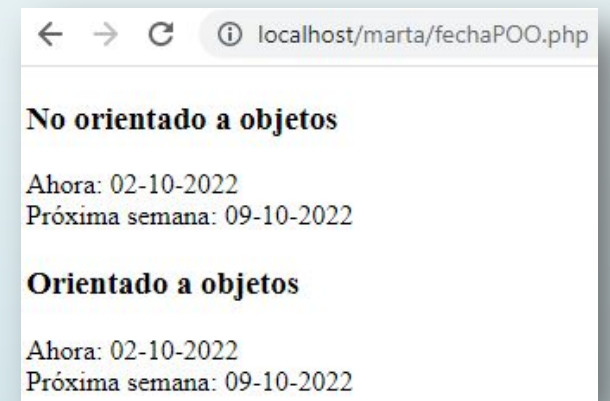 localhost/marta/fechaPOO.php
No orientado a objetos
Ahora: 02-10-2022
Próxima semana: 09-10-2022
Orientado a objetos
Ahora: 02-10-2022
Próxima semana: 09-10-2022